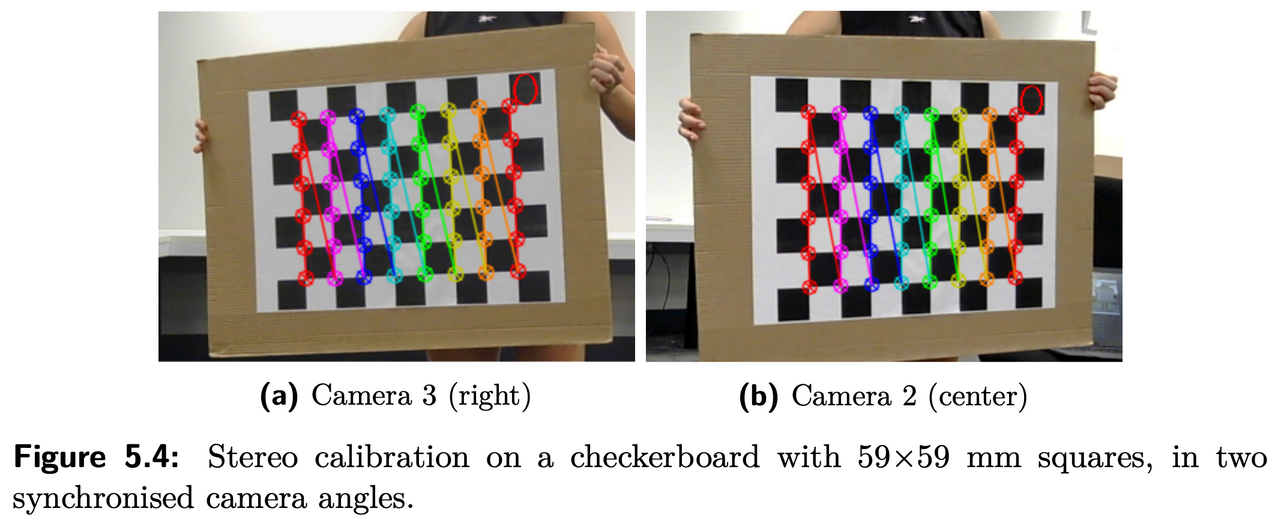 (a) Camera 3 (right)
(b) Camera 2 (center)
Figure 5.4: Stereo calibration on a checkerboard with 59×59 mm squares, in two
synchronised camera angles.